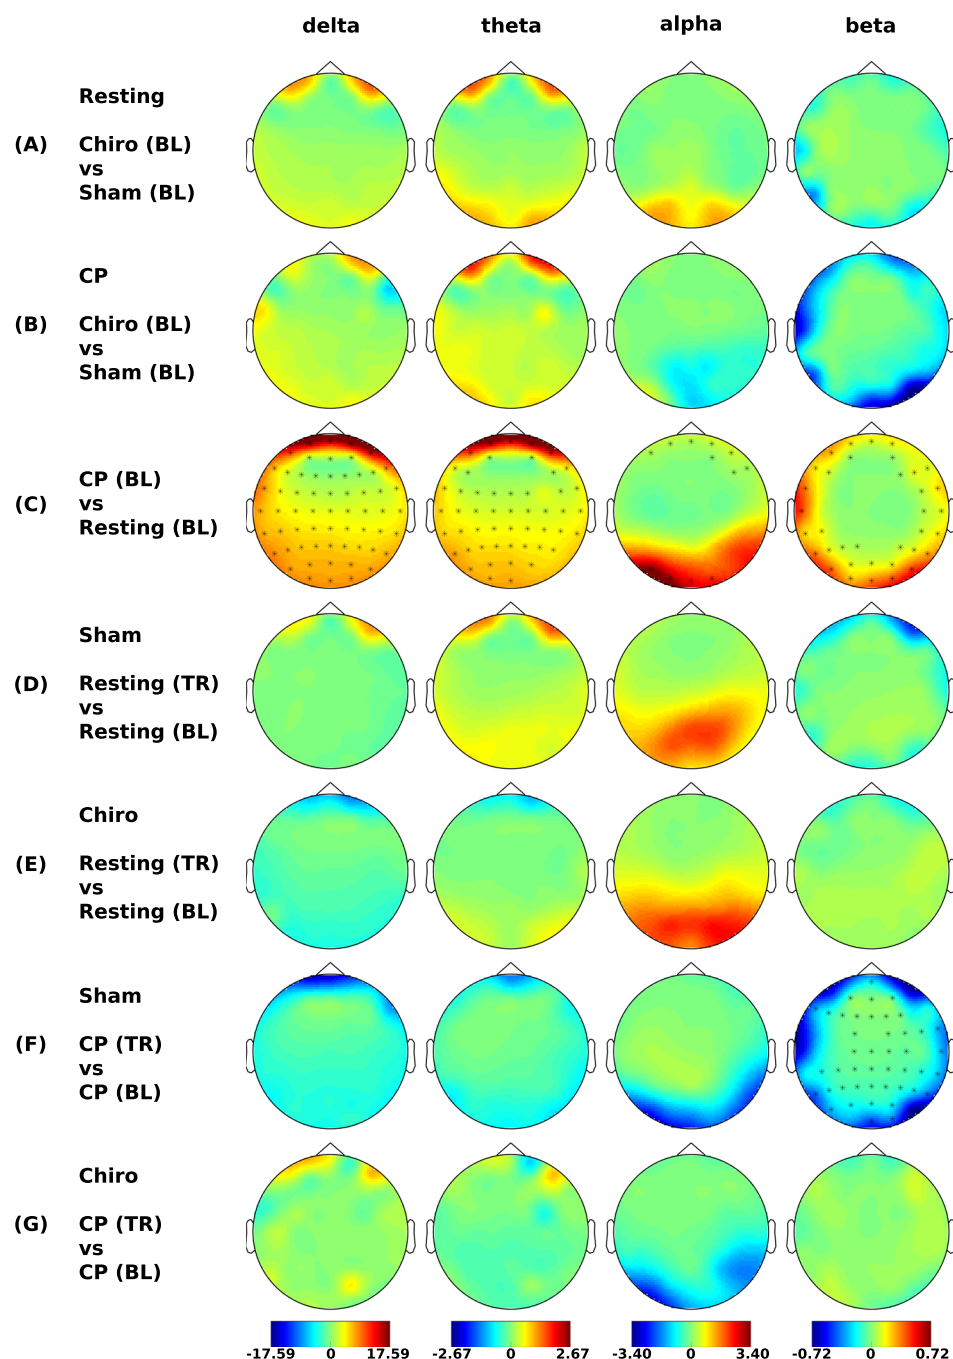 delta theta alpha beta
Resting
(A) Chiro (BL)
vs
Sham (BL)
CP
(B) Chiro (BL)
vs
Sham (BL)
CP (BL)
(C) vs
Resting (BL)
Sham
(D) Resting (TR)
vs
Resting (BL)
Chiro
(E) Resting (TR)
vs
Resting (BL)
Sham
(F) CP (TR)
vs
CP (BL)
Chiro
(G) CP (TR)
vs
CP (BL)
-17.59 0 17.59 -2.67 0 2.67 -3.40 0 3.40 -0.72 0 0.72